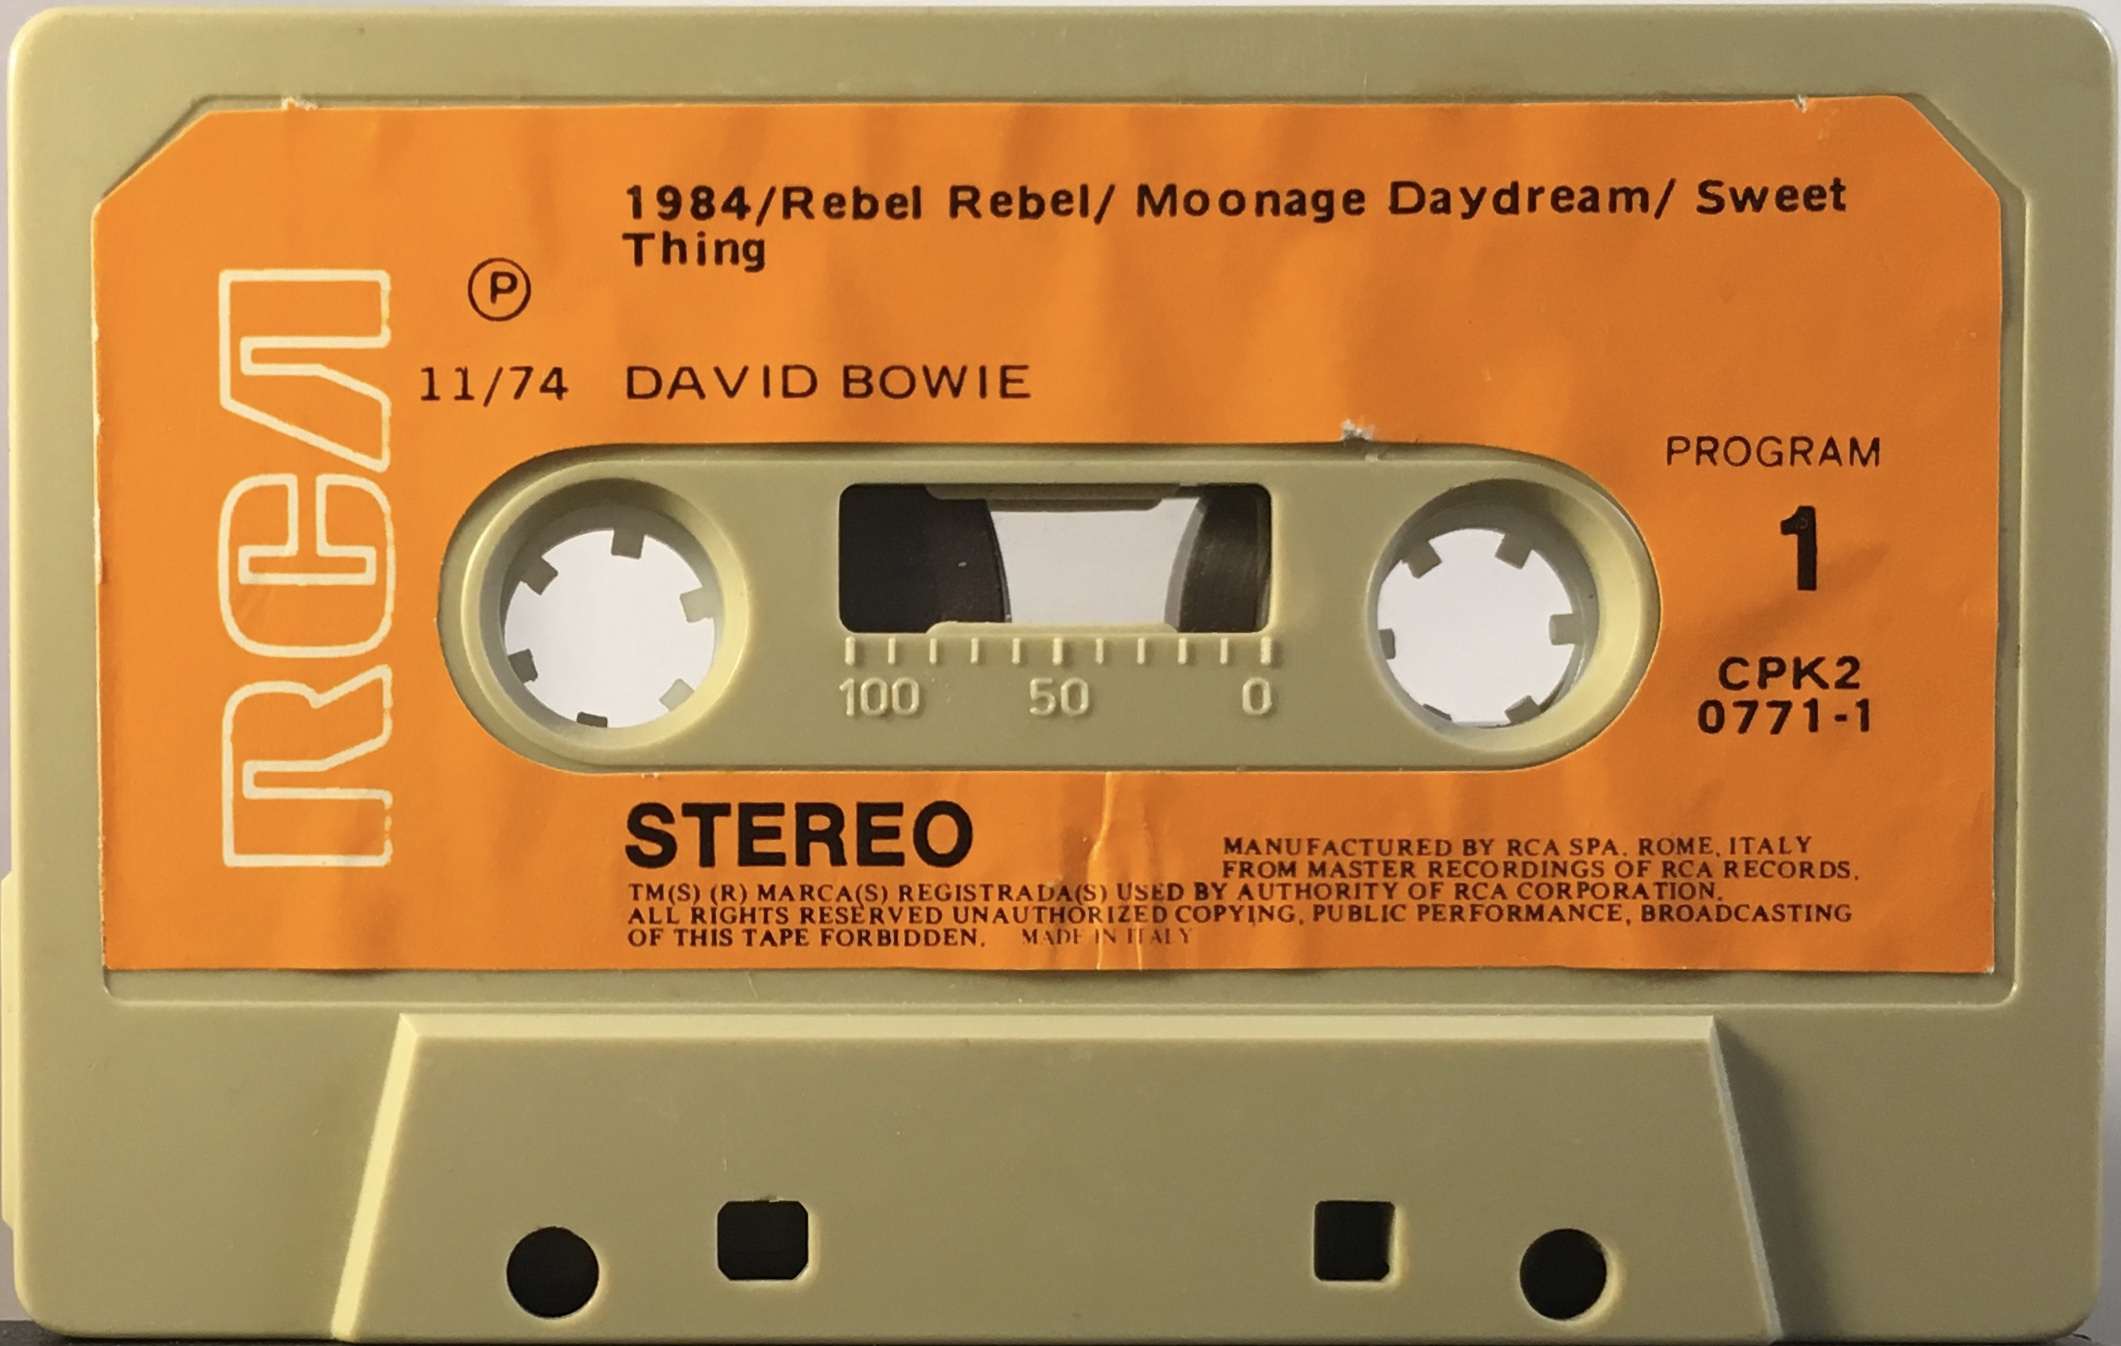 1984/Rebel Rebel/ Moonage Daydream/ Sweet
Thing
Ⓟ
11/74 DAVID BOWIE
RCA
PROGRAM
1
CPK2
0771-1
100 50 0
STEREO
MANUFACTURED BY RCA SPA. ROME, ITALY
FROM MASTER RECORDINGS OF RCA RECORDS.
TM(S) (R) MARCA(S) REGISTRADA(S) USED BY AUTHORITY OF RCA CORPORATION.
ALL RIGHTS RESERVED UNAUTHORIZED COPYING, PUBLIC PERFORMANCE, BROADCASTING
OF THIS TAPE FORBIDDEN. MADE IN ITALY